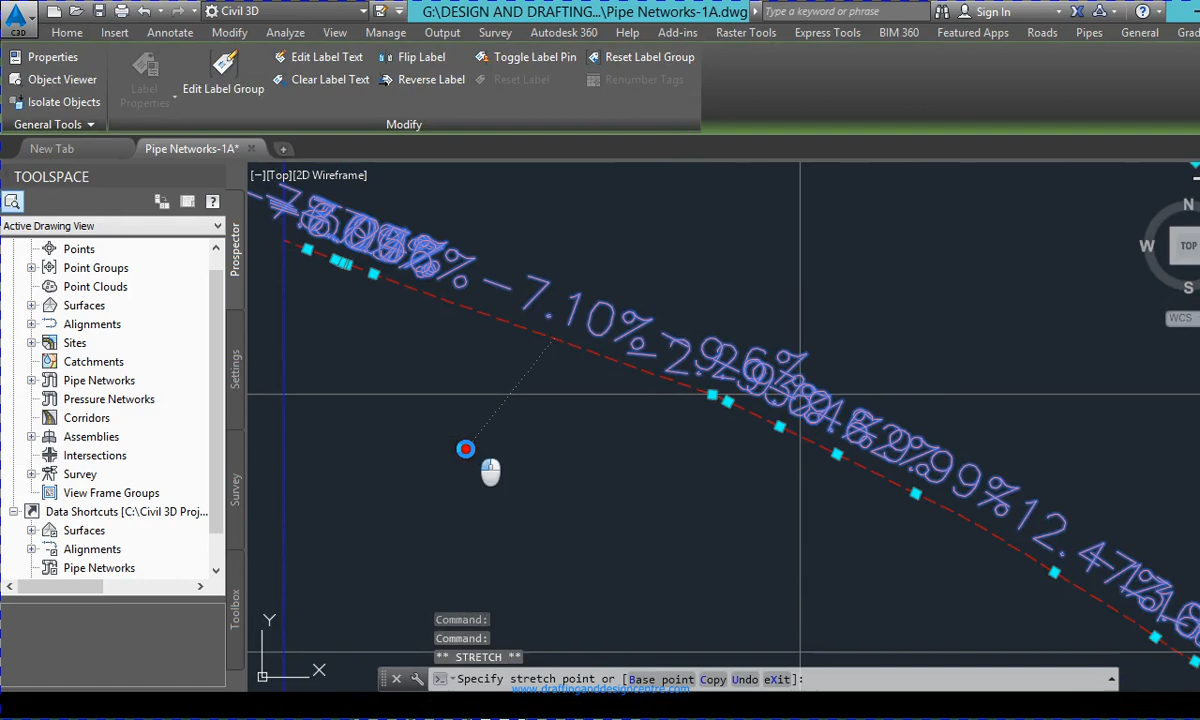 Civil 3D
G:\DESIGN AND DRAFTING...\Pipe Networks-1A.dwg
Type a keyword or phrase
Sign In
C3D
Home Insert Annotate Modify Analyze View Manage Output Survey Autodesk 360 Help Add-ins Raster Tools Express Tools BIM 360 Featured Apps Roads Pipes General Grad
Properties
Object Viewer
Isolate Objects
General Tools
Label Properties
Edit Label Group
Edit Label Text
Clear Label Text
Flip Label
Reverse Label
Toggle Label Pin
Reset Label
Reset Label Group
Renumber Tags
Modify
New Tab
Pipe Networks-1A*
TOOLSPACE
Active Drawing View
Points
Point Groups
Point Clouds
Surfaces
Alignments
Sites
Catchments
Pipe Networks
Pressure Networks
Corridors
Assemblies
Intersections
Survey
View Frame Groups
Data Shortcuts [C:\Civil 3D Proj...
Surfaces
Alignments
Pipe Networks
Prospector
Settings
Survey
Toolbox
[−][Top][2D Wireframe]
−7.10%
N
W
TOP
S
WCS
Y
X
Command:
Command:
** STRETCH **
Specify stretch point or [Base point Copy Undo eXit]:
www.draftinganddesigncentre.com